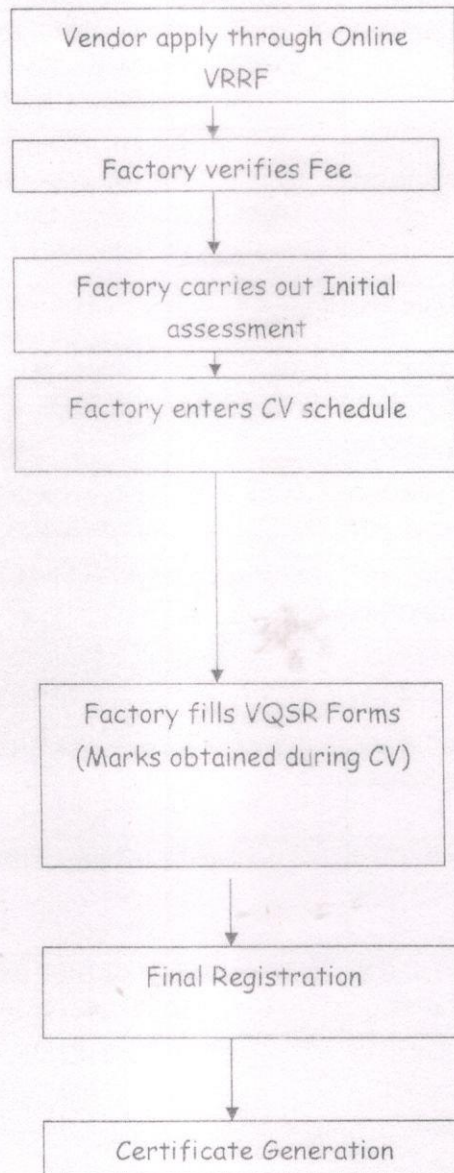 Vendor apply through Online
VRRF
Factory verifies Fee
Factory carries out Initial
assessment
Factory enters CV schedule
Factory fills VQSR Forms
(Marks obtained during CV)
Final Registration
Certificate Generation